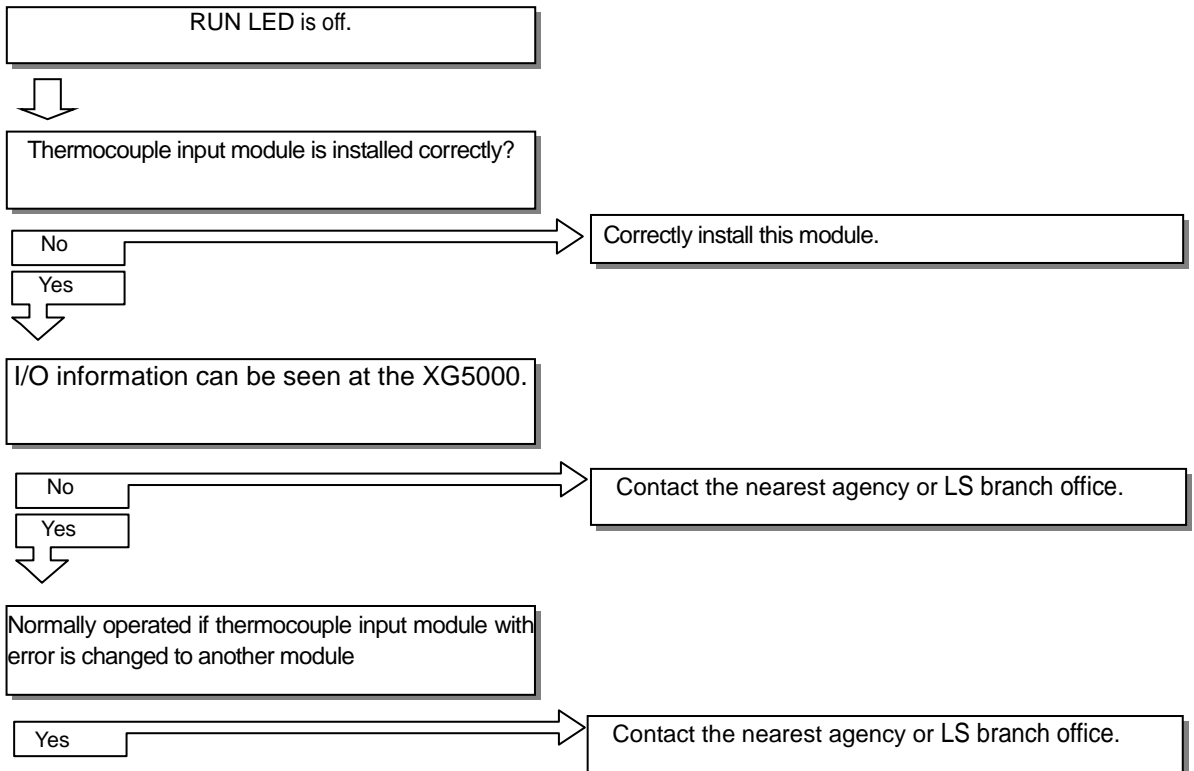 RUN LED is off.
Thermocouple input module is installed correctly?
No
Correctly install this module.
Yes
I/O information can be seen at the XG5000.
No
Contact the nearest agency or LS branch office.
Yes
Normally operated if thermocouple input module with
error is changed to another module
Yes
Contact the nearest agency or LS branch office.